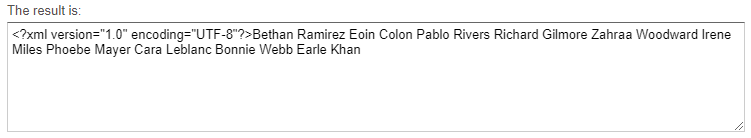 The result is:
<?xml version="1.0" encoding="UTF-8"?>Bethan Ramirez Eoin Colon Pablo Rivers Richard Gilmore Zahraa Woodward Irene
Miles Phoebe Mayer Cara Leblanc Bonnie Webb Earle Khan